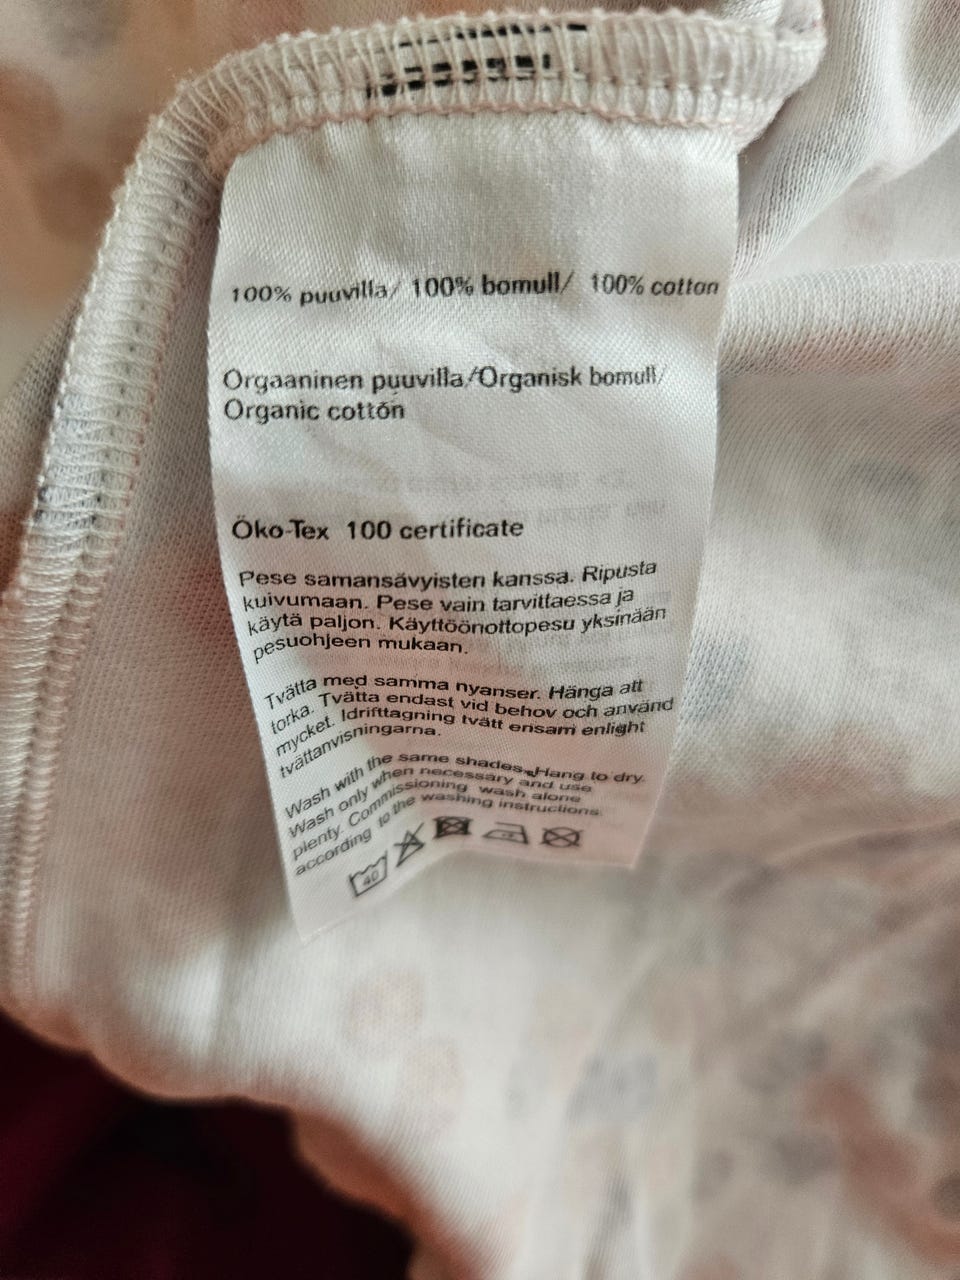 100% puuvilla/ 100% bomull/ 100% cotton
Orgaaninen puuvilla/Organisk bomull/
Organic cotton
Öko-Tex 100 certificate
Pese samansävyisten kanssa. Ripusta
kuivumaan. Pese vain tarvittaessa ja
käytä paljon. Käyttöönottopesu yksinään
pesuohjeen mukaan.
Tvätta med samma nyanser. Hänga att
torka. Tvätta endast vid behov och använd
mycket. Idrifttagning tvätt ensam enlight
tvättanvisningarna.
Wash with the same shades. Hang to dry.
Wash only when necessary and use
plenty. Commissioning wash alone
according to the washing instructions.
40